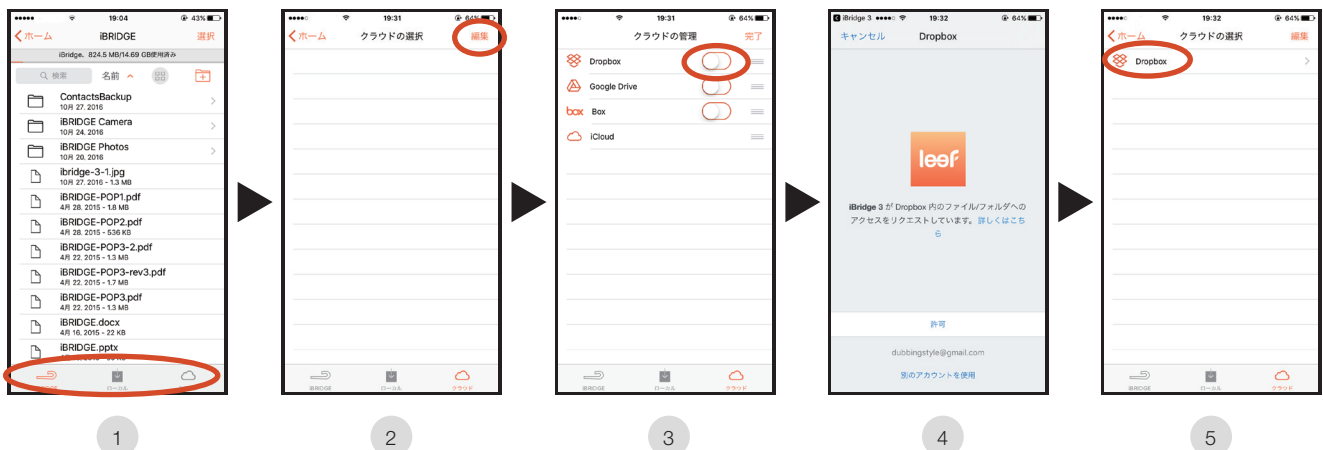 19:04
43%
ホーム
iBRIDGE
選択
iBridge、824.5 MB/14.69 GB使用済み
検索
名前
ContactsBackup
10月 27, 2016
iBRIDGE Camera
10月 24, 2016
iBRIDGE Photos
10月 20, 2016
ibridge-3-1.jpg
10月 27, 2016 - 1.3 MB
iBRIDGE-POP1.pdf
4月 28, 2015 - 1.8 MB
iBRIDGE-POP2.pdf
4月 28, 2015 - 536 KB
iBRIDGE-POP3-2.pdf
4月 22, 2015 - 1.3 MB
iBRIDGE-POP3-rev3.pdf
4月 22, 2015 - 1.7 MB
iBRIDGE-POP3.pdf
4月 22, 2015 - 1.3 MB
iBRIDGE.docx
4月 16, 2015 - 22 KB
iBRIDGE.pptx
ローカル
1
19:31
64%
ホーム
クラウドの選択
編集
iBRIDGE
ローカル
クラウド
2
19:31
64%
クラウドの管理
完了
Dropbox
Google Drive
box Box
iCloud
iBRIDGE
ローカル
クラウド
3
iBridge 3
19:32
64%
キャンセル
Dropbox
leef
iBridge 3 が Dropbox 内のファイル/フォルダへの
アクセスをリクエストしています。詳しくはこち
ら
許可
dubbingstyle@gmail.com
別のアカウントを使用
4
19:32
64%
ホーム
クラウドの選択
編集
Dropbox
iBRIDGE
ローカル
クラウド
5